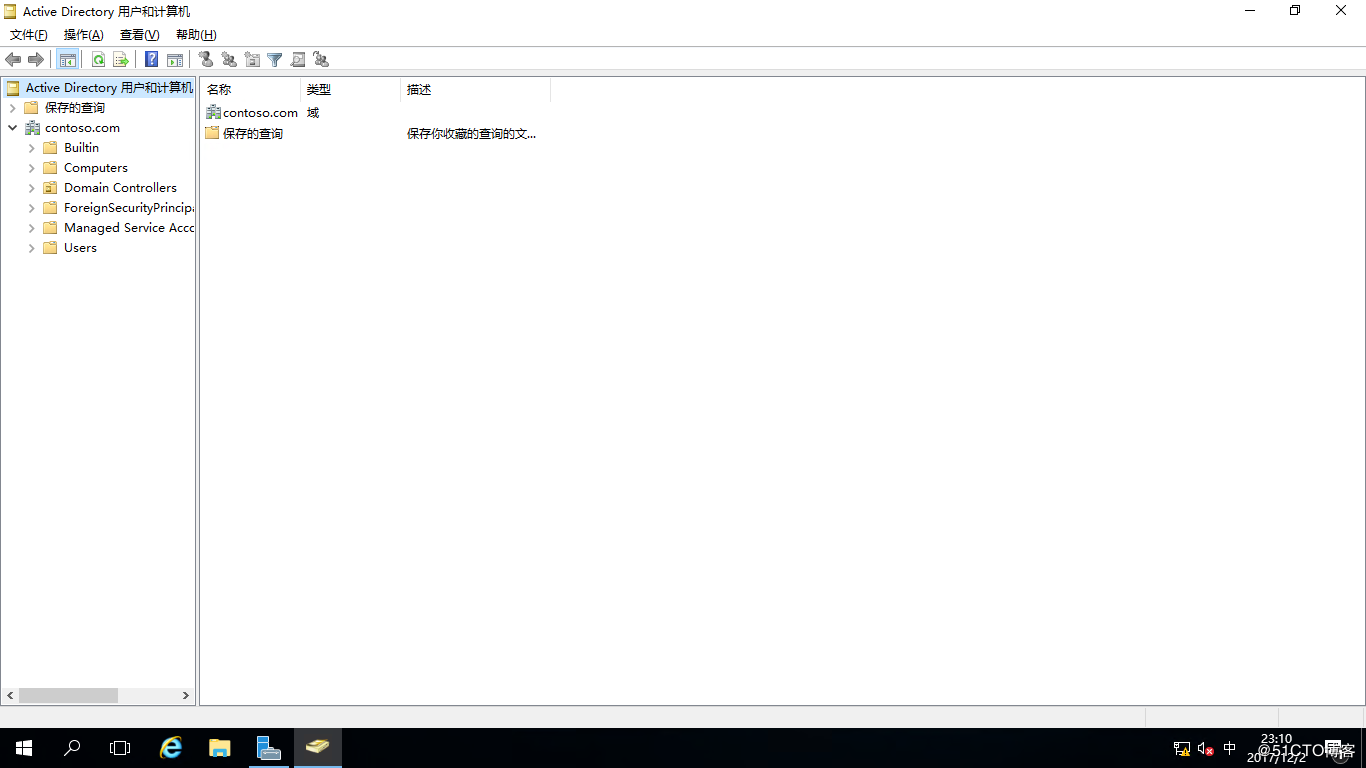 Active Directory 用户和计算机
文件(F) 操作(A) 查看(V) 帮助(H)
Active Directory 用户和计算机
保存的查询
contoso.com
Builtin
Computers
Domain Controllers
ForeignSecurityPrincipa
Managed Service Acco
Users
名称 类型 描述
contoso.com 域
保存的查询 保存你收藏的查询的文...
中
23:10
2017/12/2
@51CTO博客